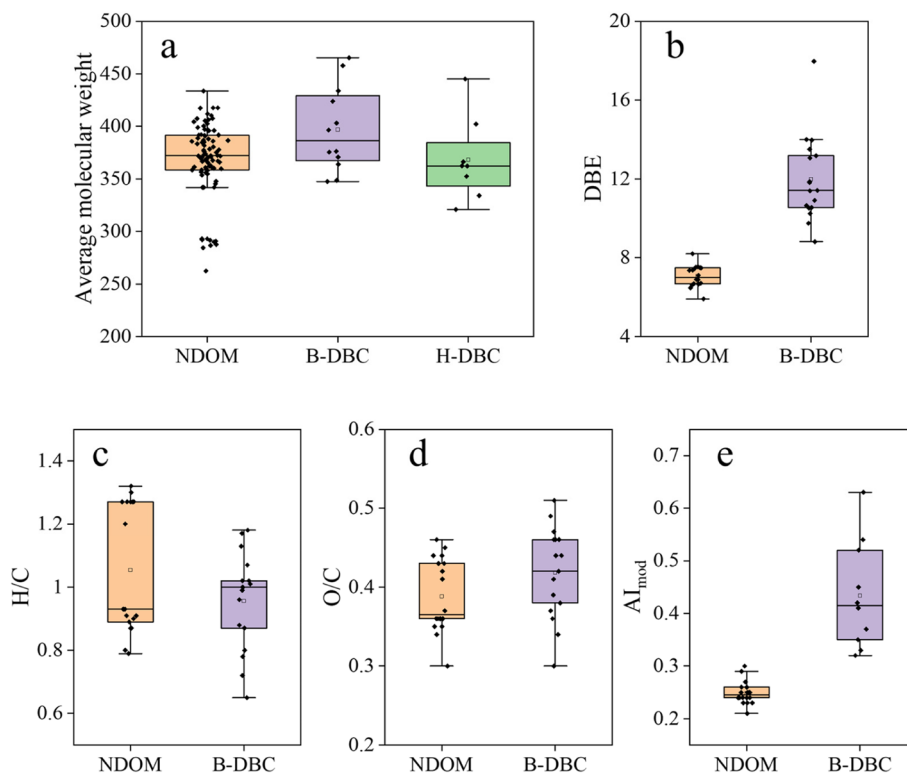 a
Average molecular weight
500
450
400
350
300
250
200
NDOM
B-DBC
H-DBC
b
DBE
20
16
12
8
4
NDOM
B-DBC
c
H/C
1.4
1.2
1
0.8
0.6
NDOM
B-DBC
d
O/C
0.6
0.5
0.4
0.3
0.2
NDOM
B-DBC
e
AImod
0.7
0.6
0.5
0.4
0.3
0.2
NDOM
B-DBC